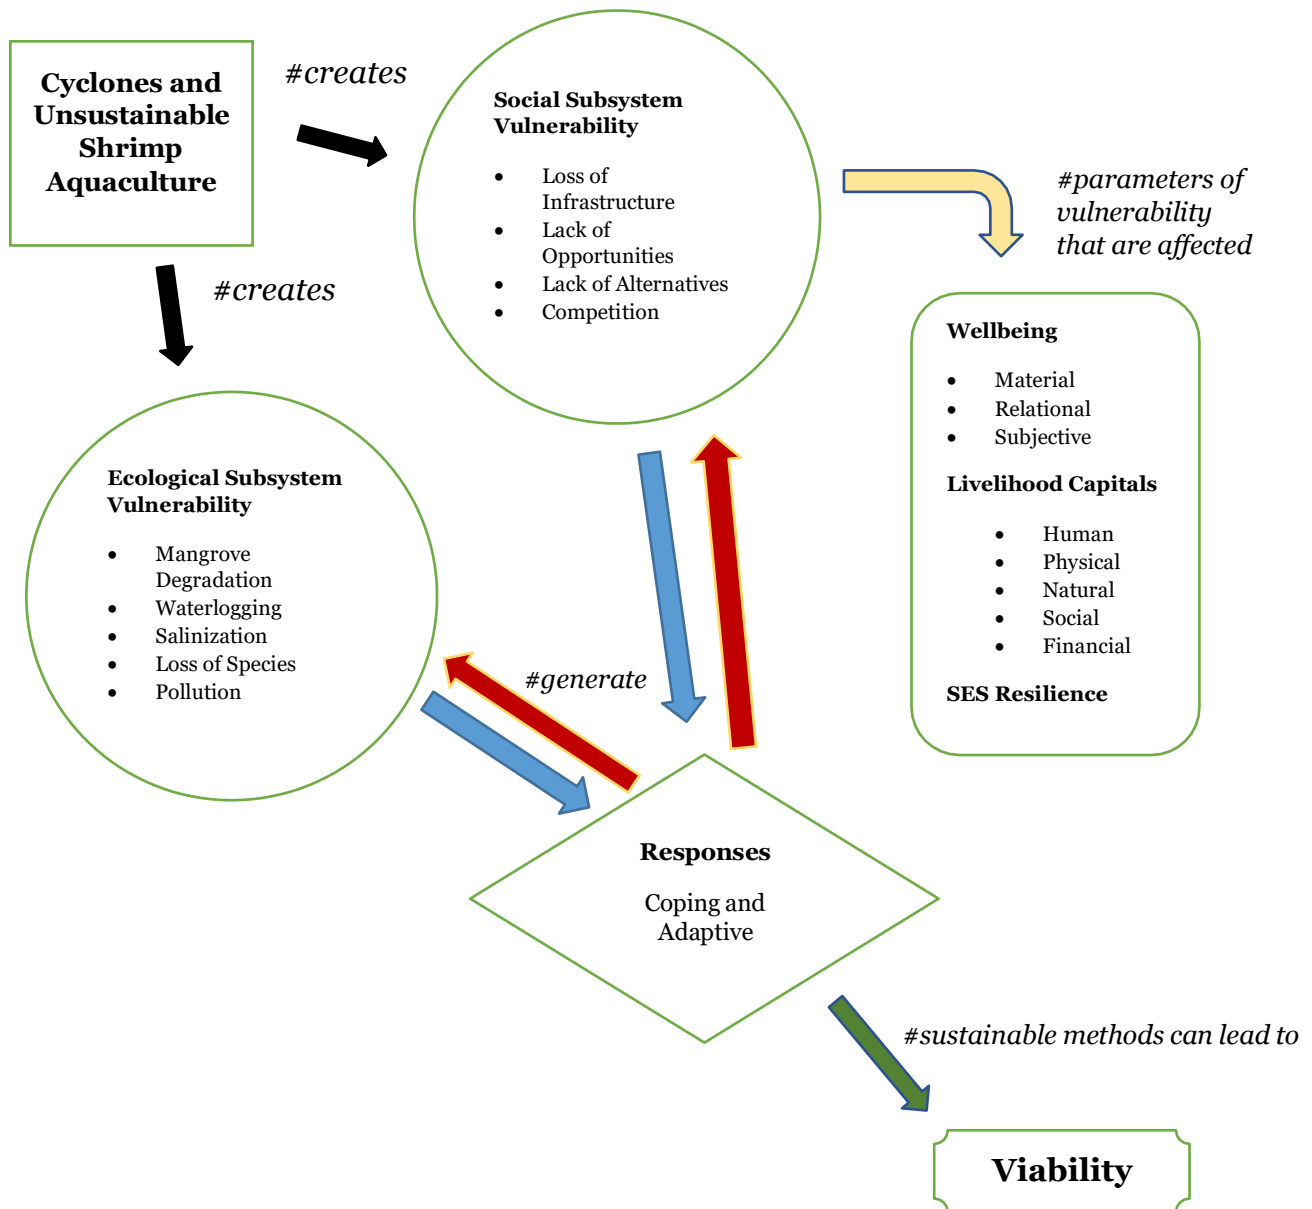 Cyclones and
Unsustainable
Shrimp
Aquaculture
#creates
#creates
Social Subsystem
Vulnerability
• Loss of
Infrastructure
• Lack of
Opportunities
• Lack of Alternatives
• Competition
#parameters of
vulnerability
that are affected
Wellbeing
• Material
• Relational
• Subjective
Livelihood Capitals
• Human
• Physical
• Natural
• Social
• Financial
SES Resilience
Ecological Subsystem
Vulnerability
• Mangrove
Degradation
• Waterlogging
• Salinization
• Loss of Species
• Pollution
#generate
Responses
Coping and
Adaptive
#sustainable methods can lead to
Viability